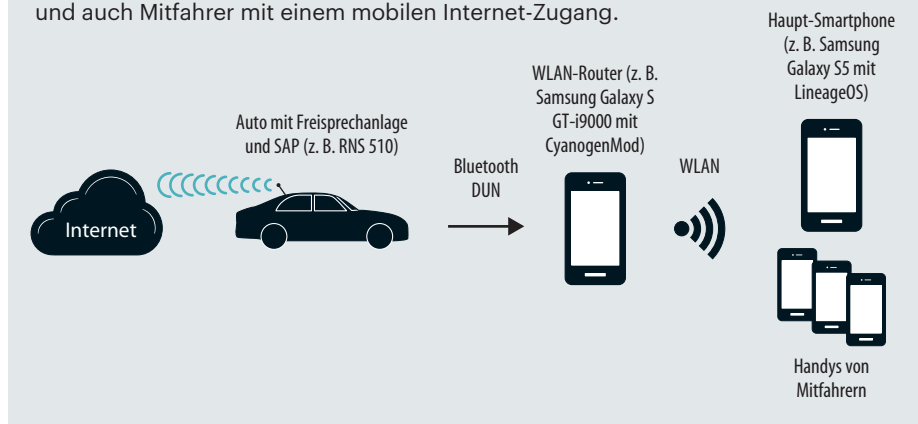 und auch Mitfahrer mit einem mobilen Internet-Zugang.
Internet
Auto mit Freisprechanlage
und SAP (z. B. RNS 510)
Bluetooth
DUN
WLAN-Router (z. B.
Samsung Galaxy S
GT-i9000 mit
CyanogenMod)
WLAN
Haupt-Smartphone
(z. B. Samsung
Galaxy S5 mit
LineageOS)
Handys von
Mitfahrern